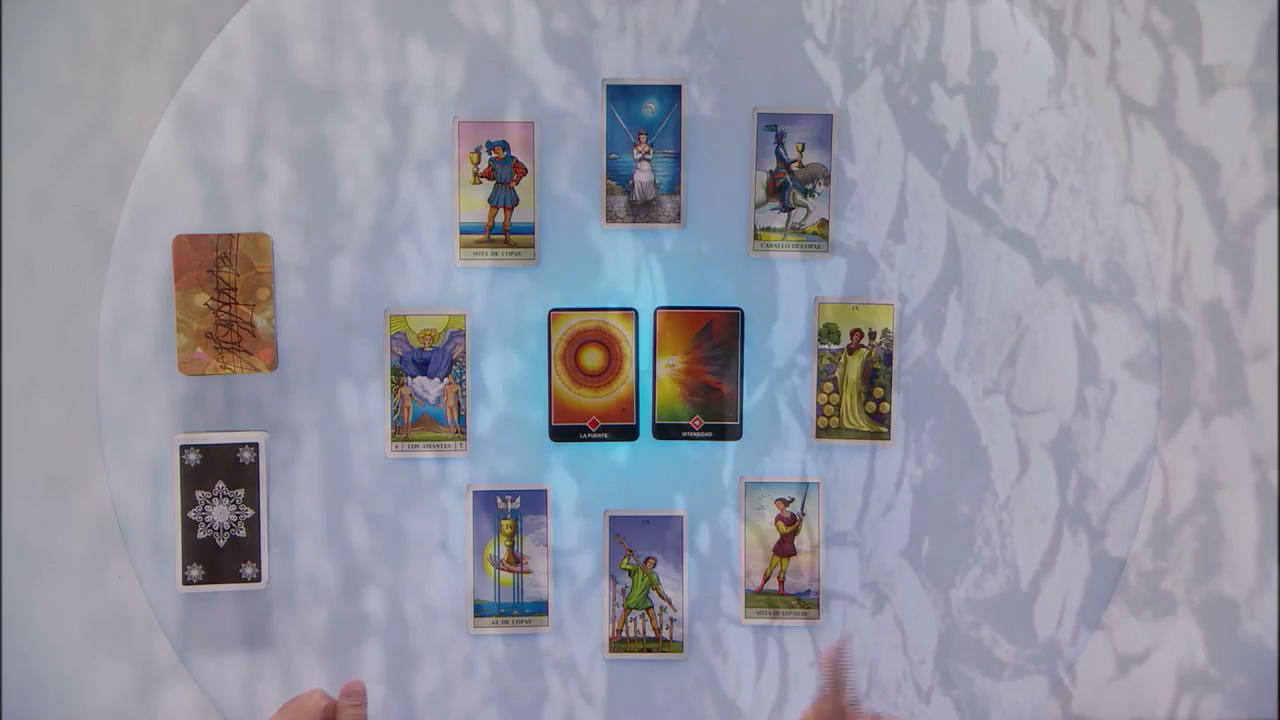 SOTA DE COPAS
CABALLO DE COPAS
IX
6 LOS AMANTES
LA FUENTE
INTENSIDAD
AS DE COPAS
VII
SOTA DE ESPADAS